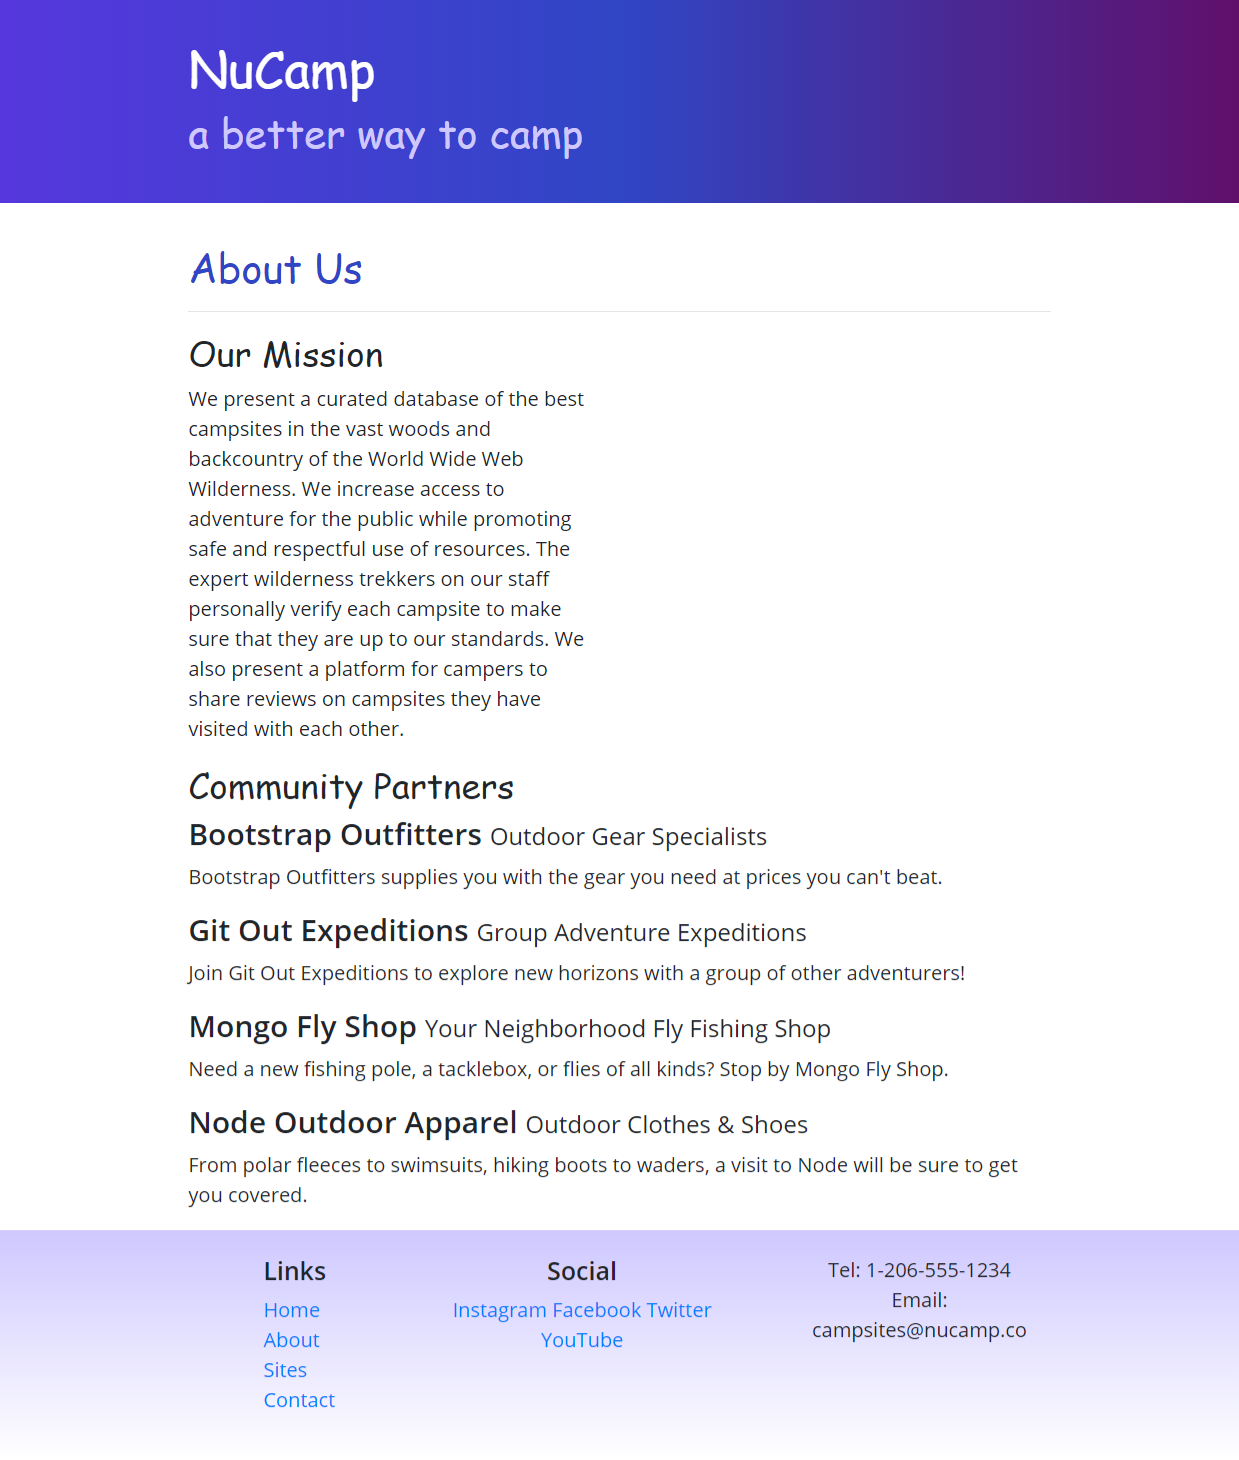 NuCamp
a better way to camp
About Us
Our Mission
We present a curated database of the best
campsites in the vast woods and
backcountry of the World Wide Web
Wilderness. We increase access to
adventure for the public while promoting
safe and respectful use of resources. The
expert wilderness trekkers on our staff
personally verify each campsite to make
sure that they are up to our standards. We
also present a platform for campers to
share reviews on campsites they have
visited with each other.
Community Partners
Bootstrap Outfitters Outdoor Gear Specialists
Bootstrap Outfitters supplies you with the gear you need at prices you can't beat.
Git Out Expeditions Group Adventure Expeditions
Join Git Out Expeditions to explore new horizons with a group of other adventurers!
Mongo Fly Shop Your Neighborhood Fly Fishing Shop
Need a new fishing pole, a tacklebox, or flies of all kinds? Stop by Mongo Fly Shop.
Node Outdoor Apparel Outdoor Clothes & Shoes
From polar fleeces to swimsuits, hiking boots to waders, a visit to Node will be sure to get
you covered.
Links
Home
About
Sites
Contact
Social
Instagram Facebook Twitter
YouTube
Tel: 1-206-555-1234
Email:
campsites@nucamp.co